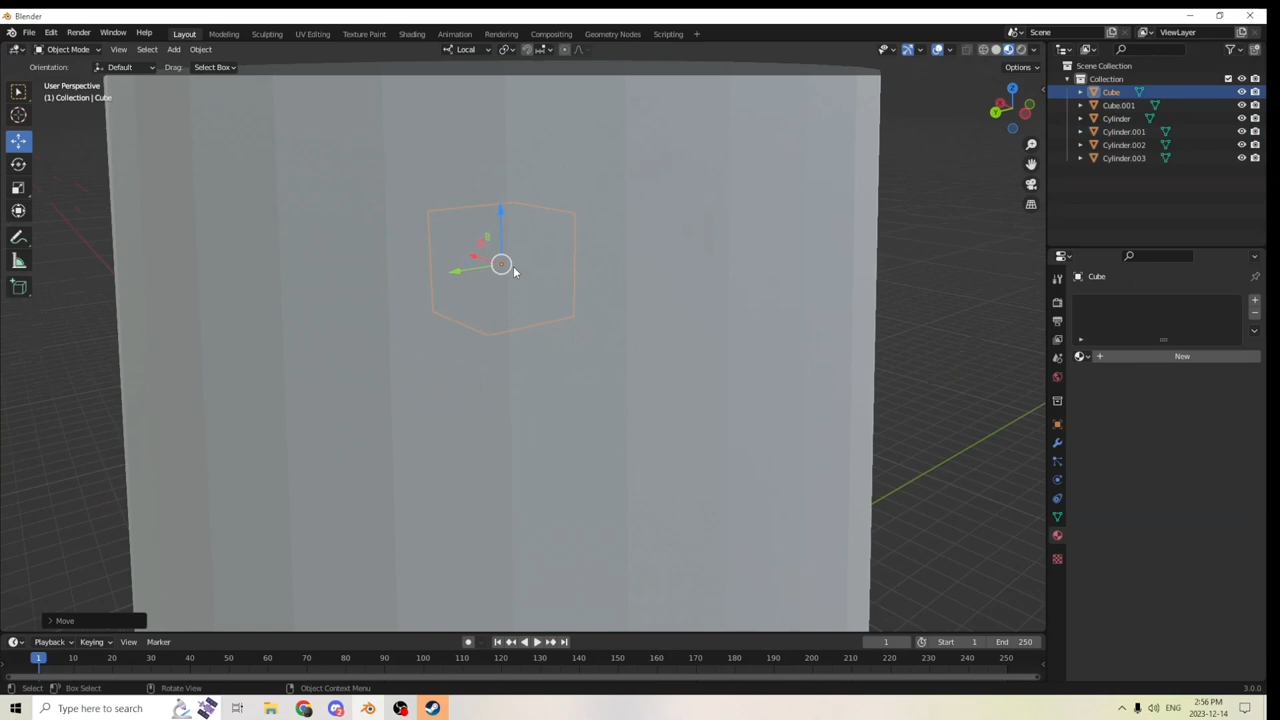 Blender
File Edit Render Window Help Layout Modeling Sculpting UV Editing Texture Paint Shading Animation Rendering Compositing Geometry Nodes Scripting + Scene ViewLayer
Object Mode View Select Add Object Local
Orientation: Default Drag: Select Box Options
User Perspective
(1) Collection | Cube
Z
Y
Scene Collection
Collection
Cube
Cube.001
Cylinder
Cylinder.001
Cylinder.002
Cylinder.003
Cube
+
New
Move
Playback Keying View Marker 1 Start 1 End 250
1 10 20 30 40 50 60 70 80 90 100 110 120 130 140 150 160 170 180 190 200 210 220 230 240 250
Select Box Select Rotate View Object Context Menu 3.0.0
Type here to search ENG 2:56 PM
2023-12-14